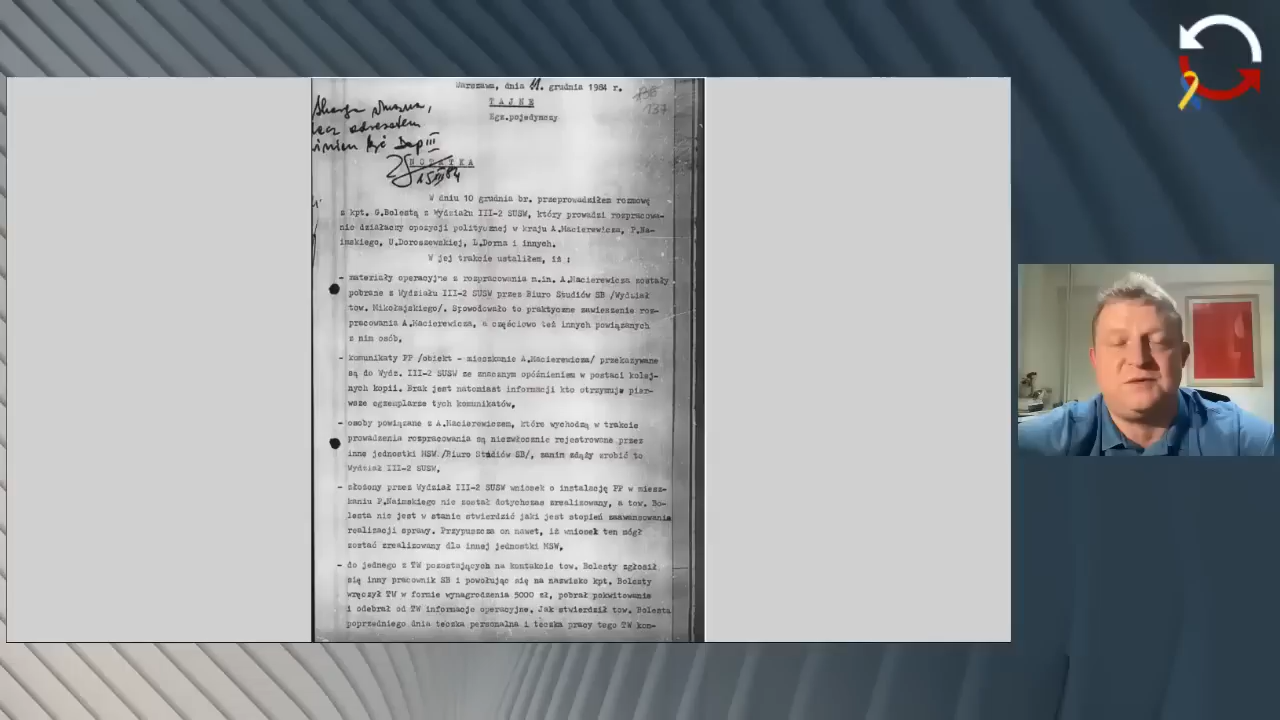 Warszawa, dnia 11. grudnia 1984 r.
TAJNE
Egz.pojedynczy
137
być Dep III
NOTATKA
W dniu 10 grudnia br. przeprowadziłem rozmowę
z kpt. G.Bolestą z Wydziału III-2 SUSW, który prowadzi rozpracowa-
nie działaczy opozycji politycznej w kraju A.Macierewicza, P.Na-
imskiego, U.Doroszewskiej, L.Dorna i innych.
W jej trakcie ustaliłem, iż :
- materiały operacyjne z rozpracowania m.in. A.Macierewicza zostały
pobrane z Wydziału III-2 SUSW przez Biuro Studiów SB /Wydział
tow. Mikołajskiego/. Spowodowało to praktyczne zawieszenie roz-
pracowania A.Macierewicza, a częściowo też innych powiązanych
z nim osób,
- komunikaty PP /obiekt - mieszkanie A.Macierewicza/ przekazywane
są do Wydz. III-2 SUSW ze znacznym opóźnieniem w postaci kolej-
nych kopii. Brak jest natomiast informacji kto otrzymuje pier-
wsze egzemplarze tych komunikatów,
- osoby powiązane z A.Macierewiczem, które wychodzą w trakcie
prowadzenia rozpracowania są niezwłocznie rejestrowane przez
inne jednostki MSW /Biuro Studiów SB/, zanim zdąży zrobić to
Wydział III-2 SUSW,
- złożony przez Wydział III-2 SUSW wniosek o instalację PP w miesz-
kaniu P.Naimskiego nie został dotychczas zrealizowany, a tow. Bo-
lesta nie jest w stanie stwierdzić jaki jest stopień zaawansowania
realizacji sprawy. Przypuszcza on nawet, iż wniosek ten mógł
zostać zrealizowany dla innej jednostki MSW,
- do jednego z TW pozostających na kontakcie tow. Bolesty zgłosił
się inny pracownik SB i powołując się na nazwisko kpt. Bolesty
wręczył TW w formie wynagrodzenia 5000 zł, pobrał pokwitowanie
i odebrał od TW informacje operacyjne. Jak stwierdził tow. Bolesta
poprzedniego dnia teczka personalna i teczka pracy tego TW kon-